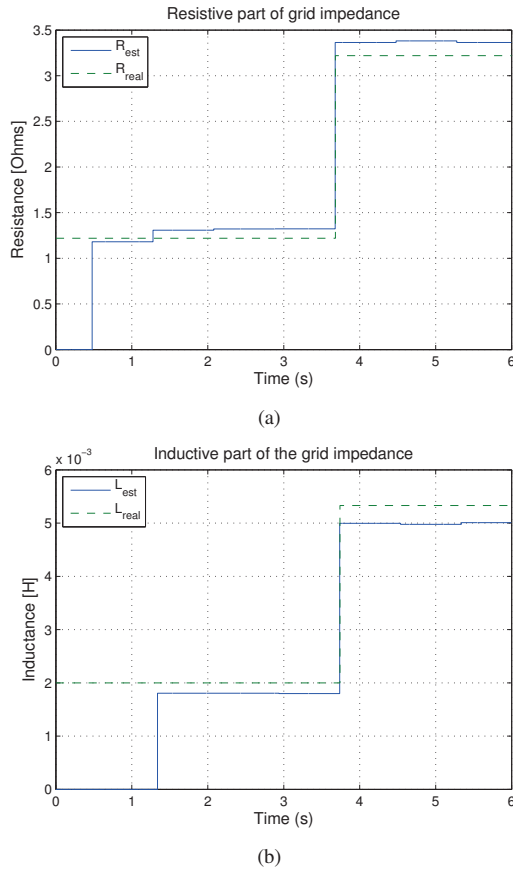 Resistive part of grid impedance
3.5
3
2.5
2
1.5
1
0.5
0
Resistance [Ohms]
R_est
R_real
0 1 2 3 4 5 6
Time (s)
(a)
Inductive part of the grid impedance
x 10⁻³
6
5
4
3
2
1
0
Inductance [H]
L_est
L_real
0 1 2 3 4 5 6
Time (s)
(b)